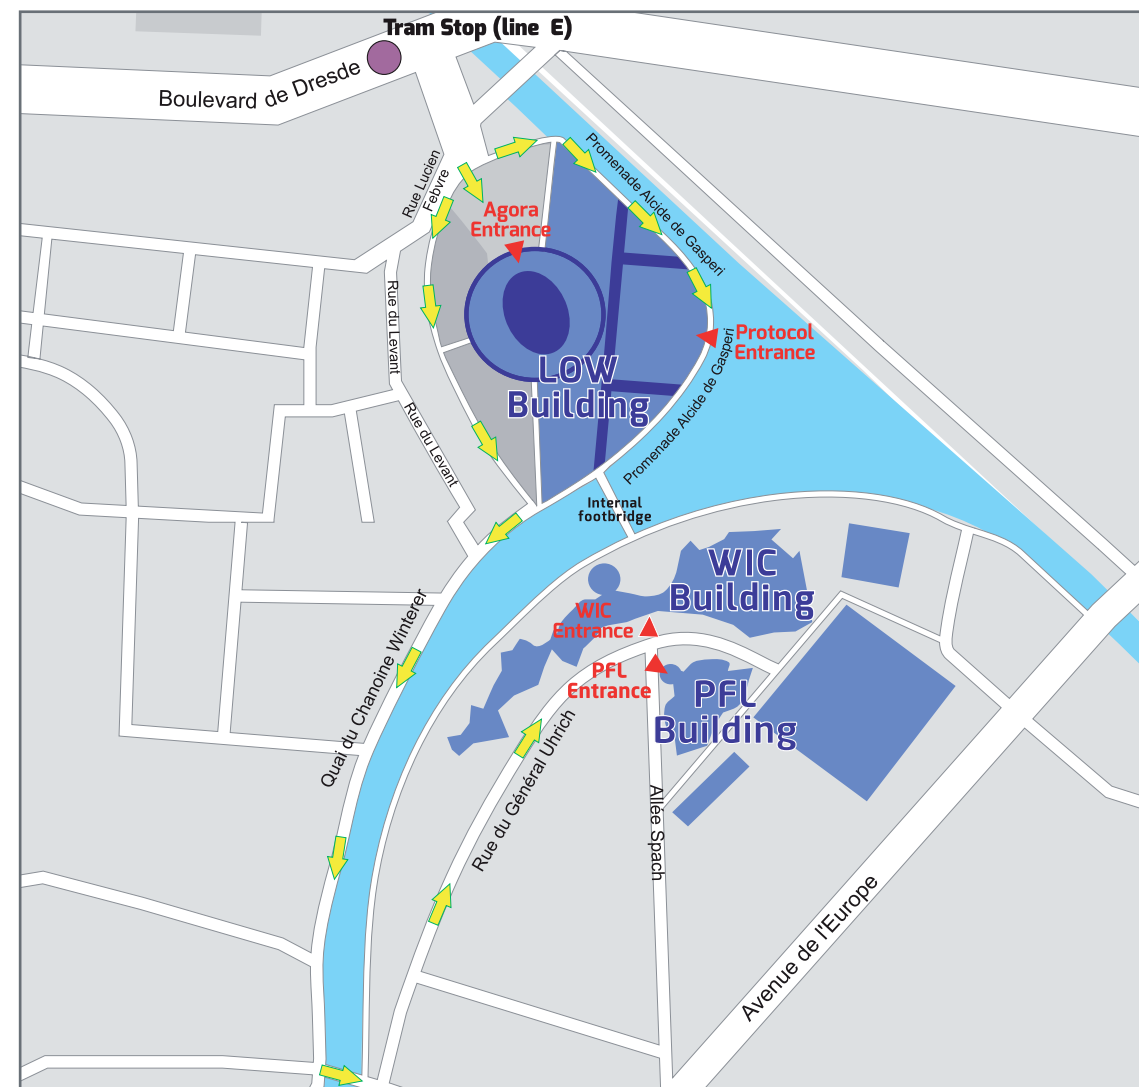 Tram Stop (line E)
Boulevard de Dresde
Rue Lucien
Febvre
Promenade Alcide de Gasperi
Agora
Entrance
Rue du Levant
Protocol
Entrance
LOW
Building
Promenade Alcide de Gasperi
Rue du Levant
Internal
footbridge
WIC
Building
WIC
Entrance
Quai du Chanoine Winterer
PFL
Entrance
PFL
Building
Rue du Général Uhrich
Allée Spach
Avenue de l'Europe